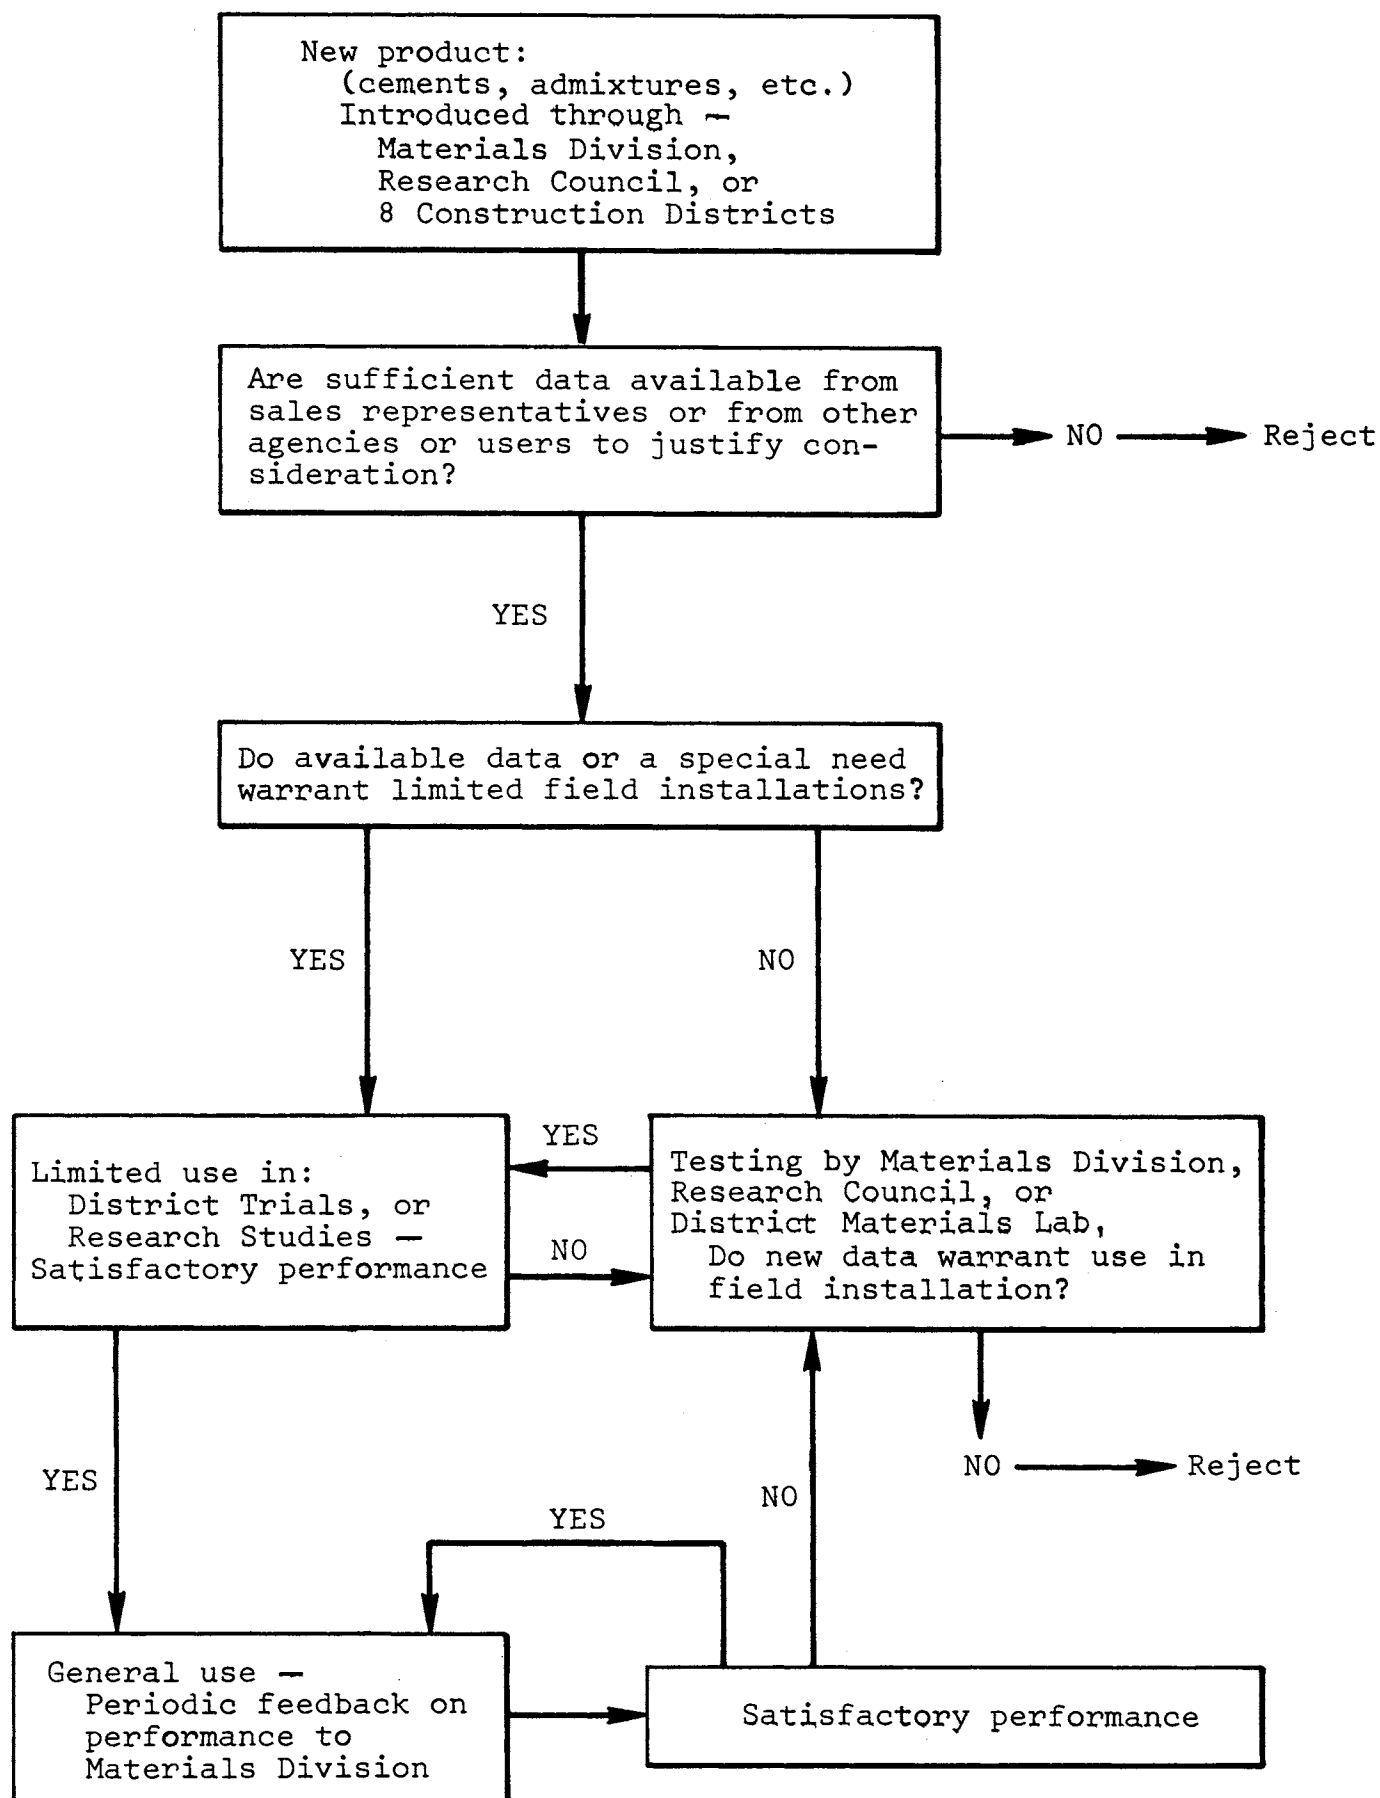 New product:
(cements, admixtures, etc.)
Introduced through —
Materials Division,
Research Council, or
8 Construction Districts
Are sufficient data available from
sales representatives or from other
agencies or users to justify con-
sideration?
NO
Reject
YES
Do available data or a special need
warrant limited field installations?
YES
NO
Limited use in:
District Trials, or
Research Studies —
Satisfactory performance
YES
NO
Testing by Materials Division,
Research Council, or
District Materials Lab,
Do new data warrant use in
field installation?
NO
Reject
YES
NO
YES
General use —
Periodic feedback on
performance to
Materials Division
Satisfactory performance